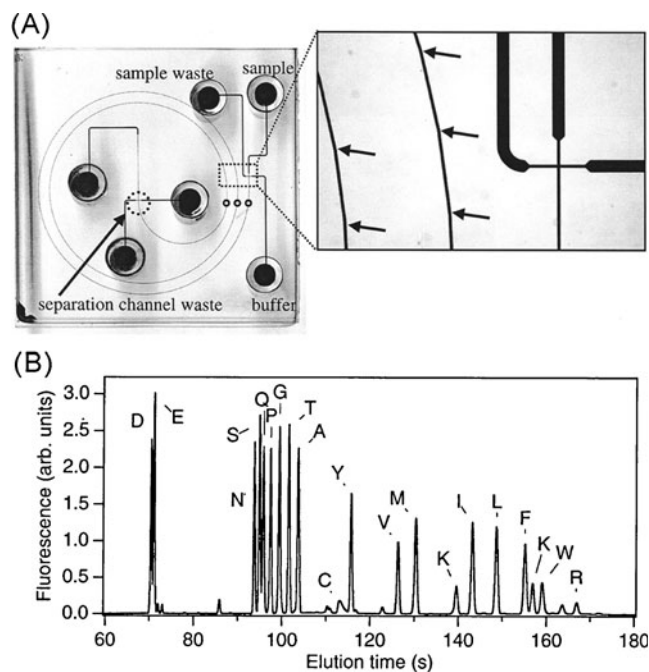 (A)
sample waste
sample
separation channel waste
buffer
(B)
Fluorescence (arb. units)
3.0
2.5
2.0
1.5
1.0
0.5
0.0
D
E
S
N
Q
P
G
T
A
C
Y
V
M
K
I
L
F
K
W
R
60
80
100
120
140
160
180
Elution time (s)